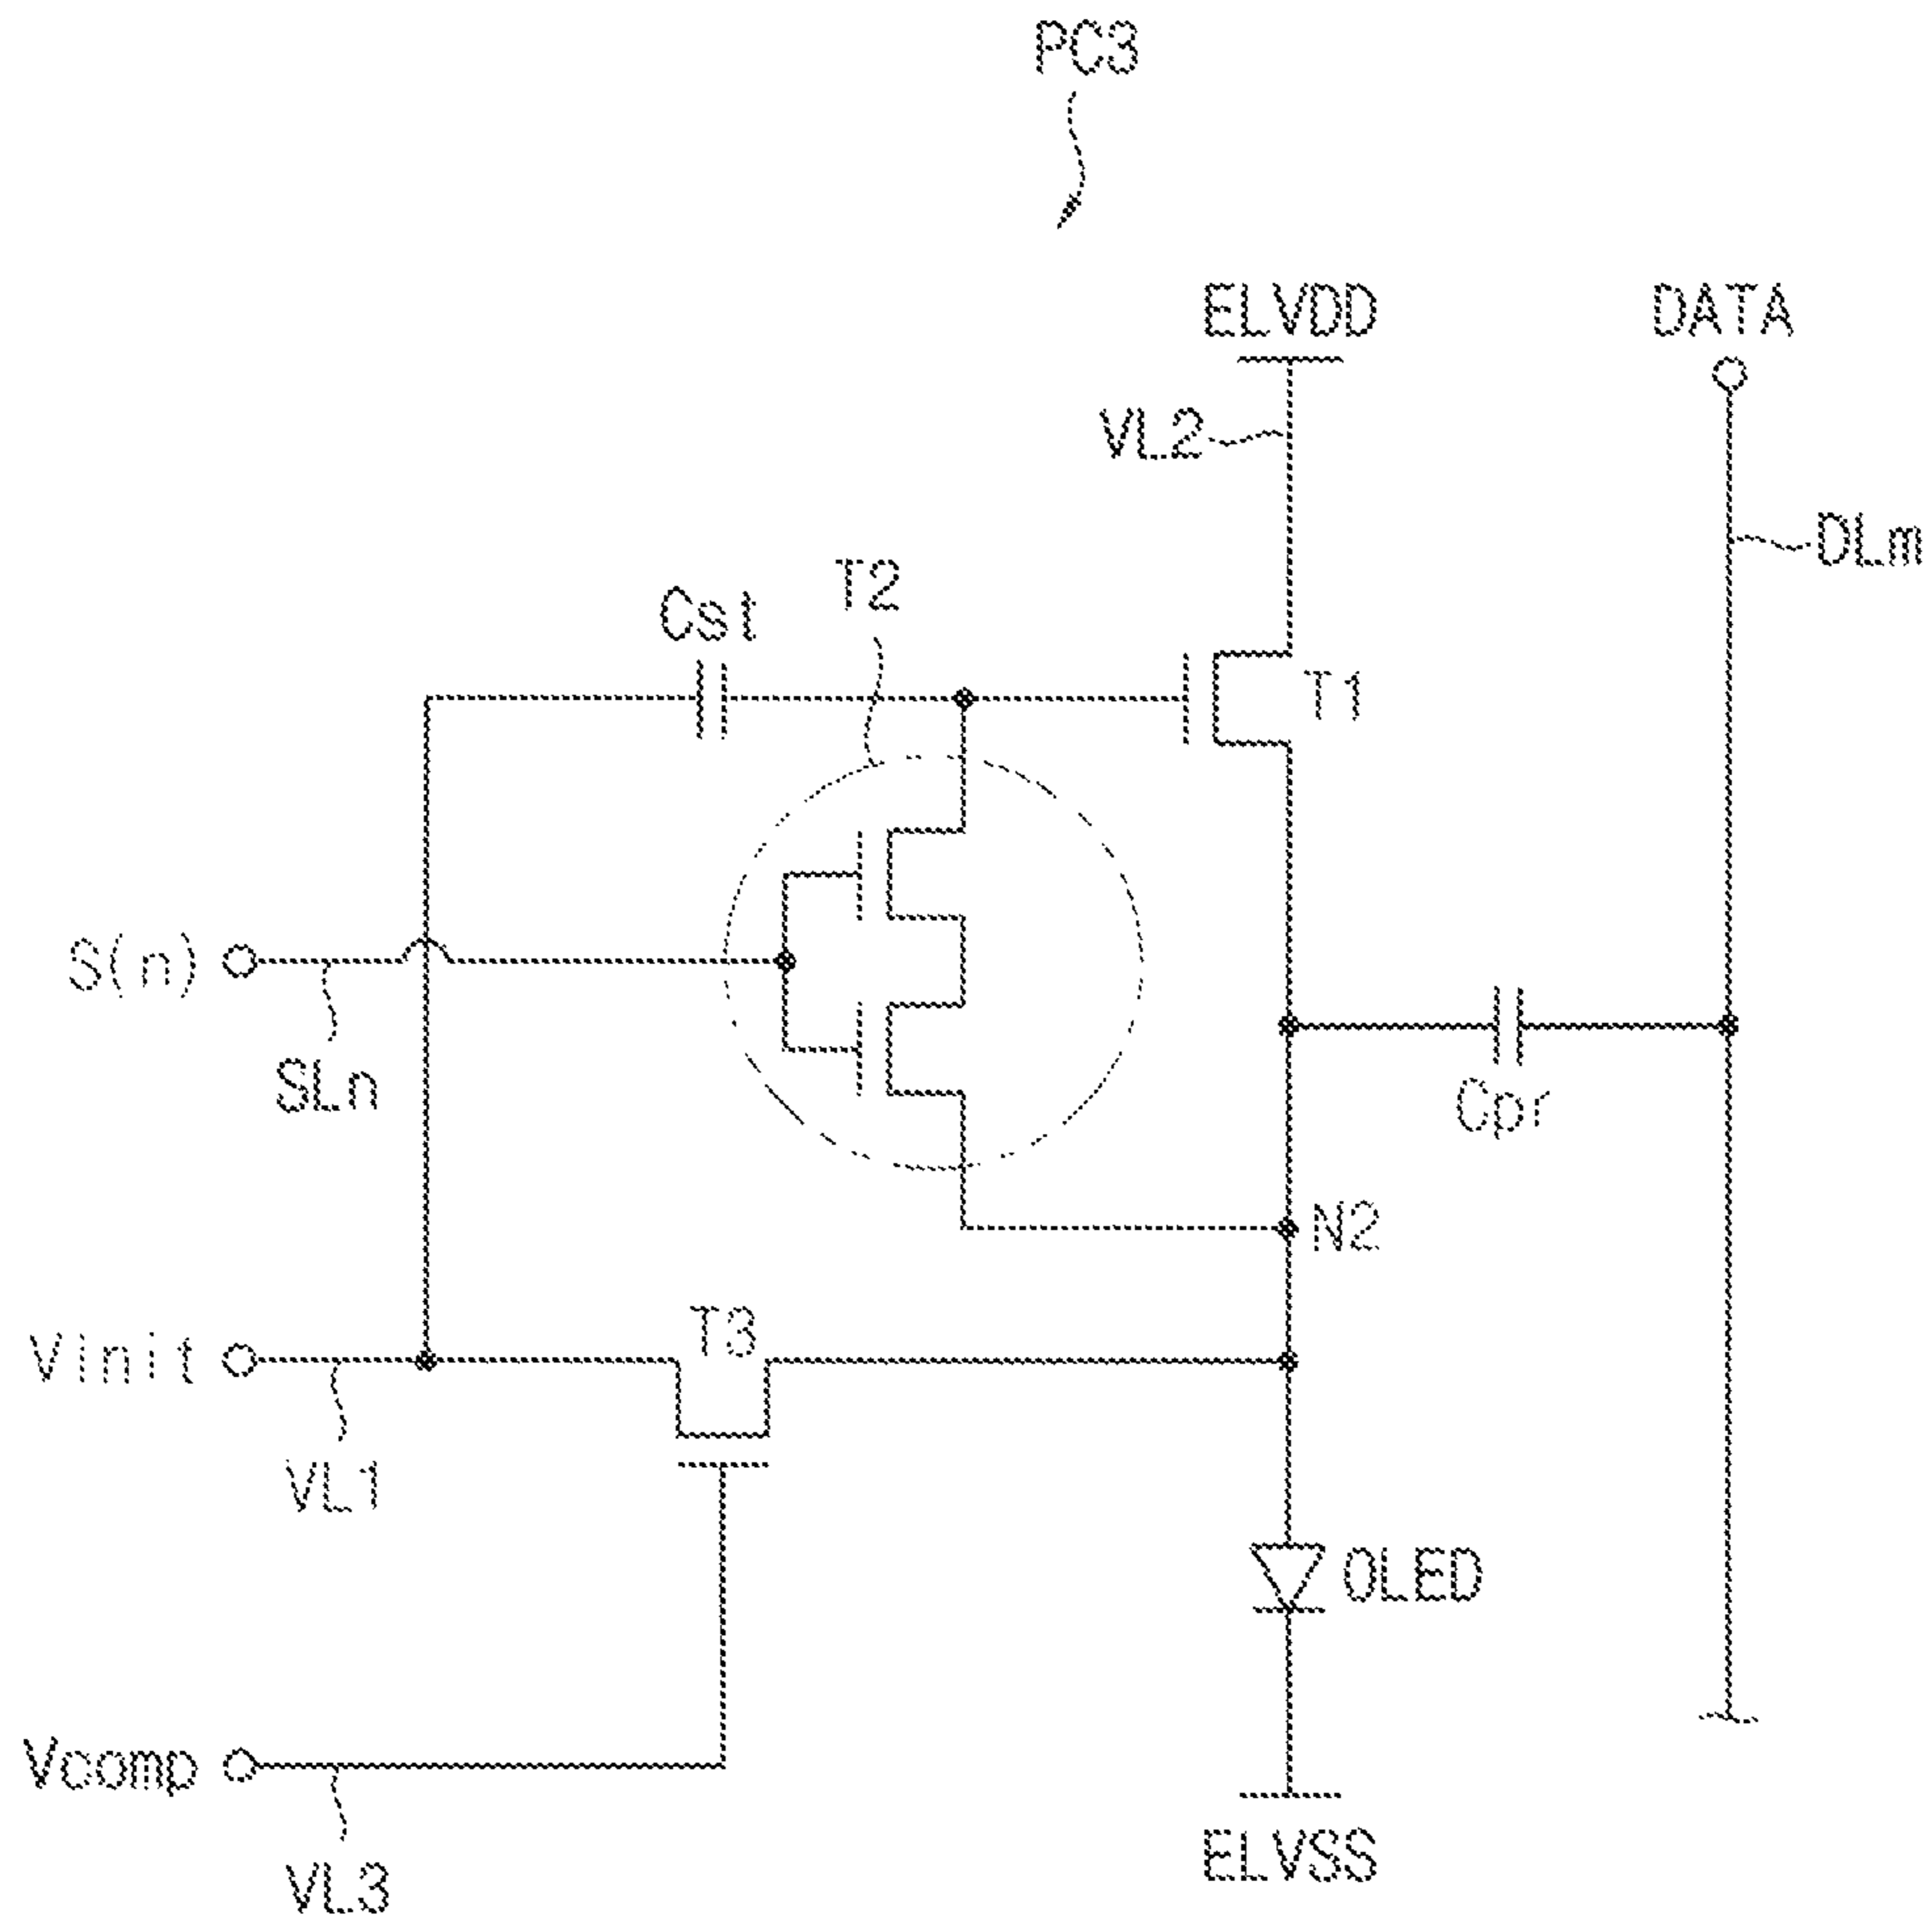 PC3
ELVDD
DATA
VL2
DLm
T2
Cst
T1
S(n)
SLn
Cpr
N2
T3
Vinit
VL1
OLED
Vcomp
ELVSS
VL3